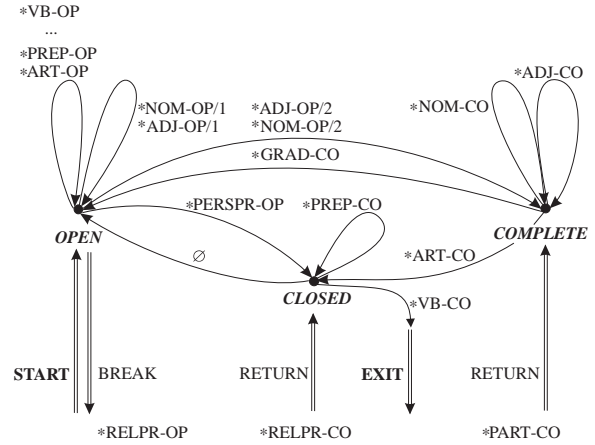 *VB-OP
...
*PREP-OP
*ART-OP
*ADJ-CO
*NOM-OP/1
*ADJ-OP/1
*ADJ-OP/2
*NOM-OP/2
*NOM-CO
*GRAD-CO
*PERSPR-OP
*PREP-CO
OPEN
COMPLETE
∅
*ART-CO
CLOSED
*VB-CO
START
BREAK
RETURN
EXIT
RETURN
*RELPR-OP
*RELPR-CO
*PART-CO